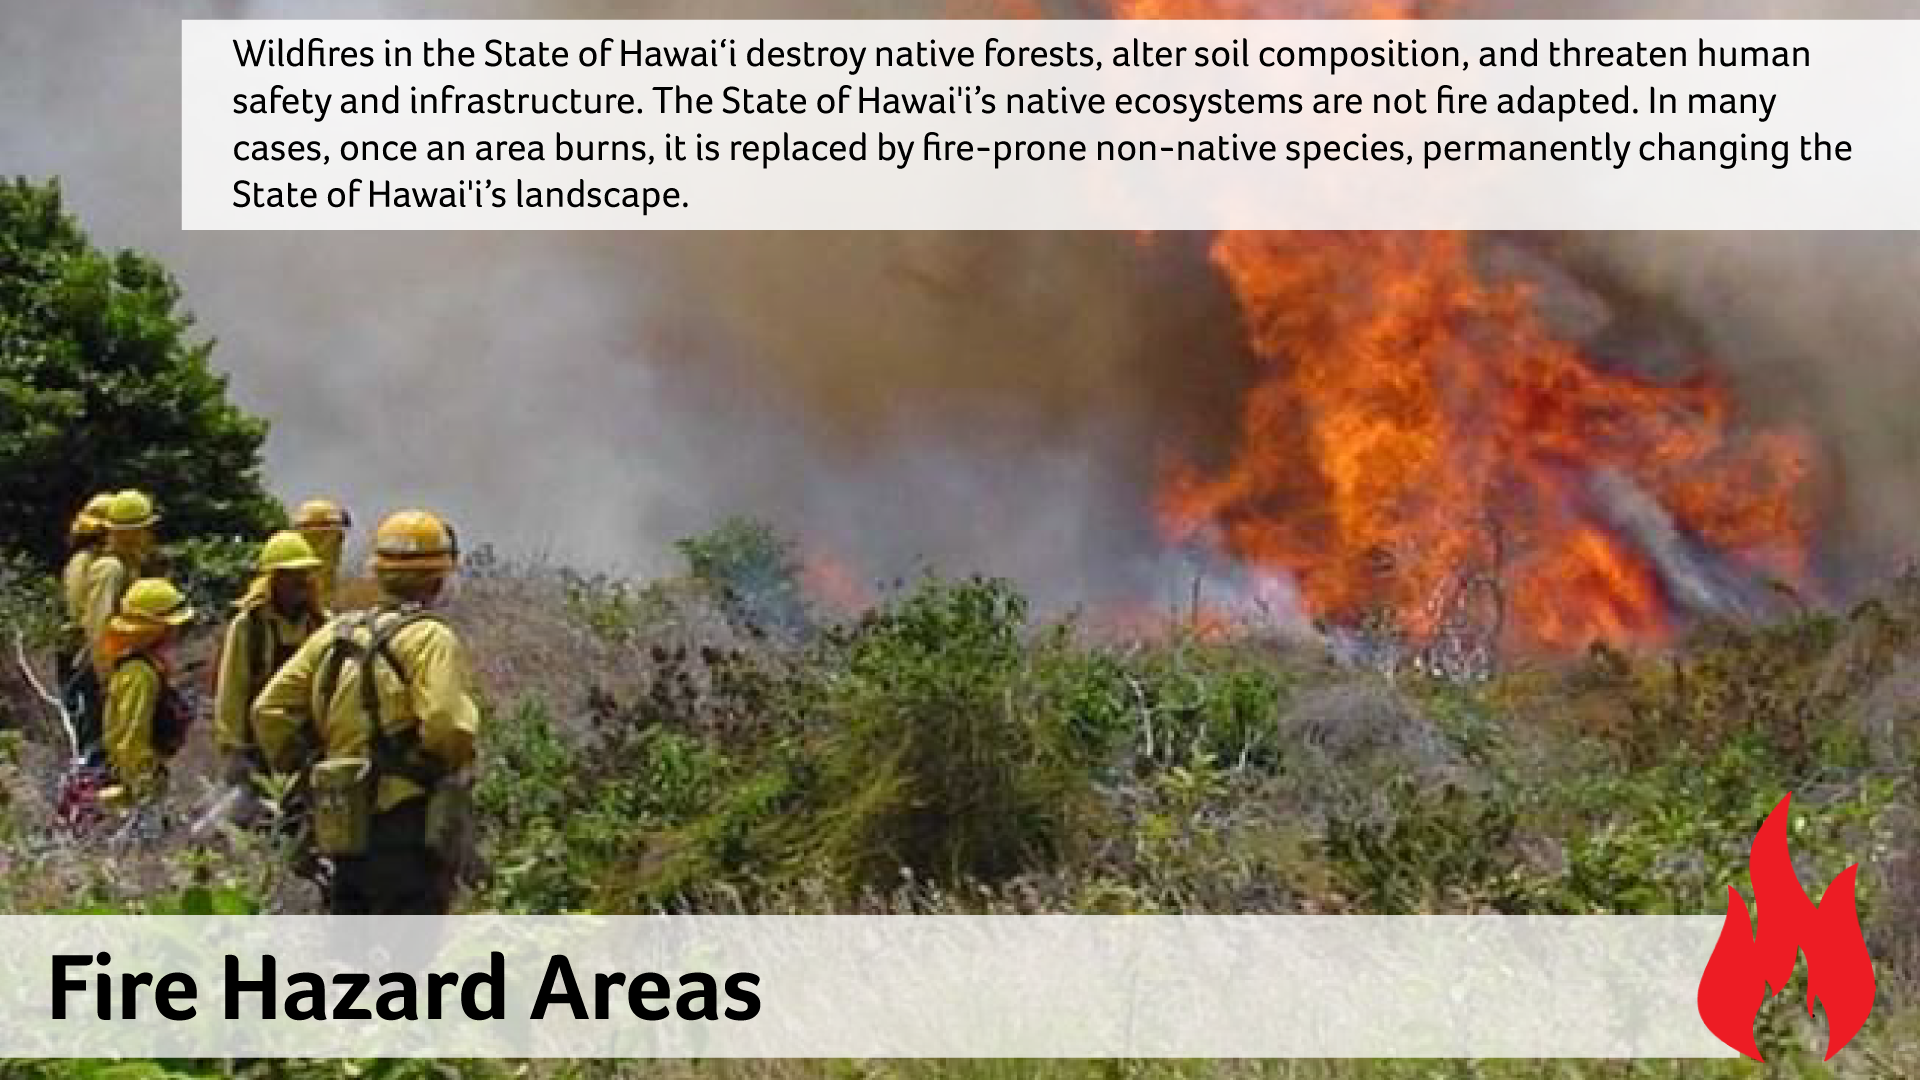 Wildfires in the State of Hawai‘i destroy native forests, alter soil composition, and threaten human
safety and infrastructure. The State of Hawai'i’s native ecosystems are not fire adapted. In many
cases, once an area burns, it is replaced by fire-prone non-native species, permanently changing the
State of Hawai'i’s landscape.
Fire Hazard Areas